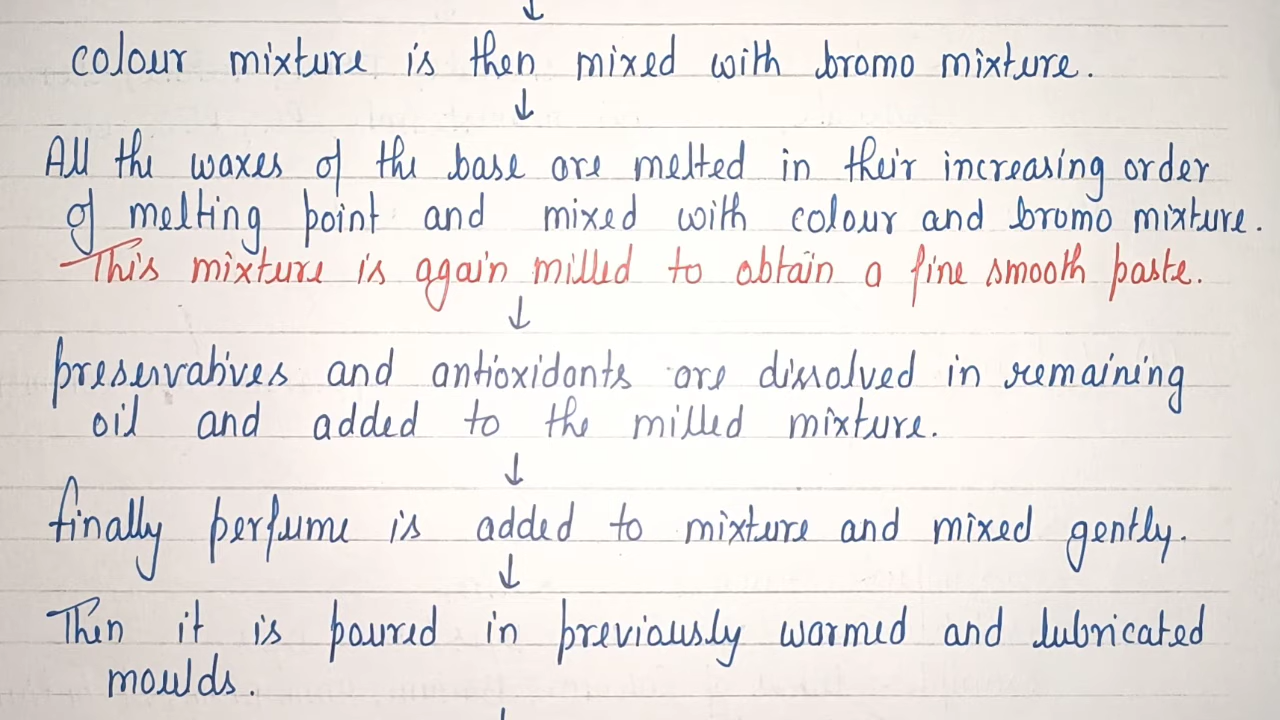 ↓
colour mixture is then mixed with bromo mixture.
↓
All the waxes of the base are melted in their increasing order
of melting point and mixed with colour and bromo mixture.
This mixture is again milled to obtain a fine smooth paste.
↓
preservatives and antioxidants are dissolved in remaining
oil and added to the milled mixture.
↓
finally perfume is added to mixture and mixed gently.
↓
Then it is poured in previously warmed and lubricated
moulds.